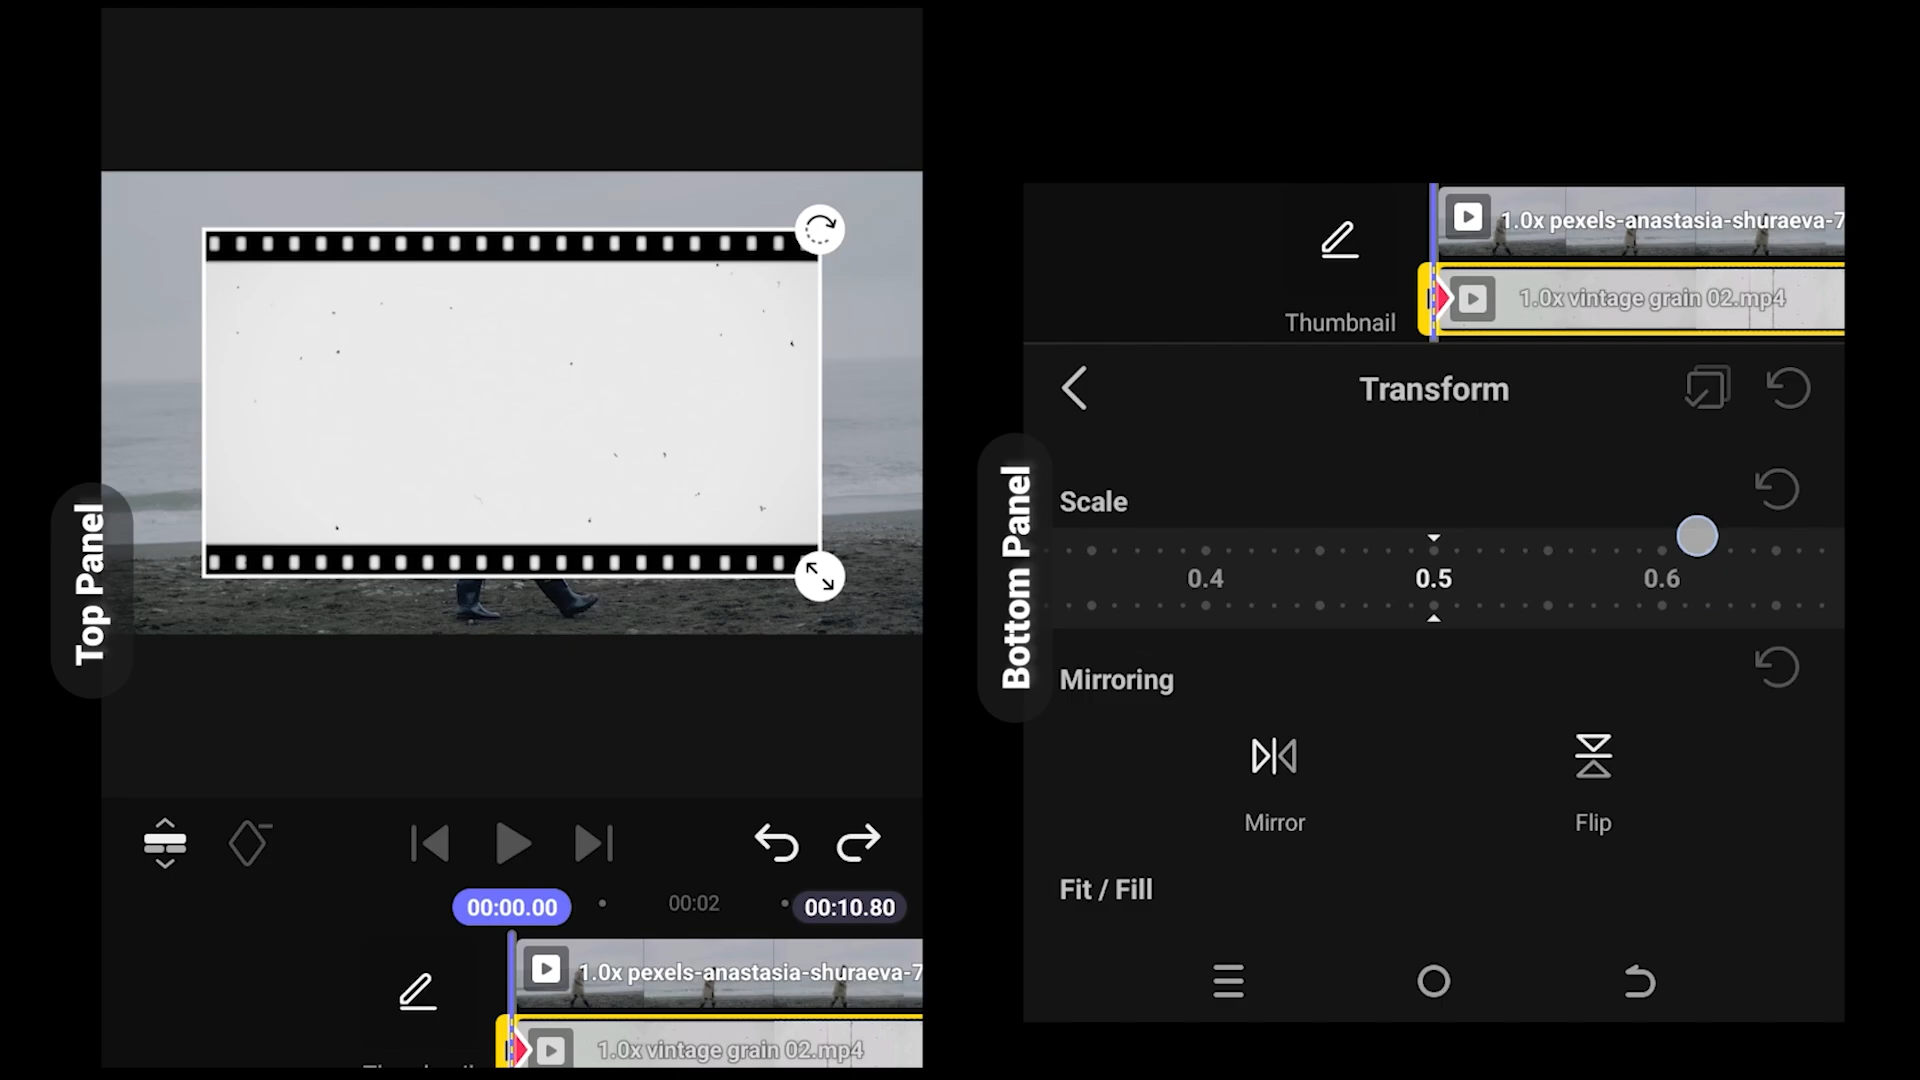 Top Panel
00:00.00
00:02
00:10.80
1.0x pexels-anastasia-shuraeva-7
1.0x vintage grain 02.mp4
Bottom Panel
1.0x pexels-anastasia-shuraeva-7
Thumbnail
1.0x vintage grain 02.mp4
Transform
Scale
0.4
0.5
0.6
Mirroring
Mirror
Flip
Fit / Fill